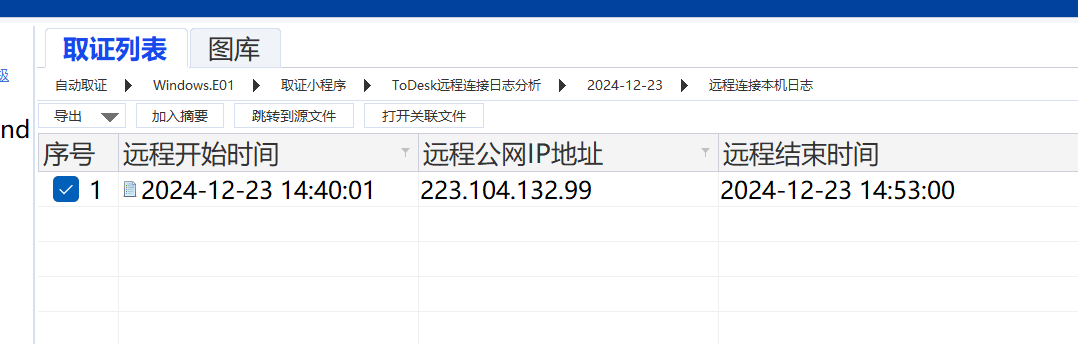 取证列表 图库
级
自动取证 Windows.E01 取证小程序 ToDesk远程连接日志分析 2024-12-23 远程连接本机日志
导出 加入摘要 跳转到源文件 打开关联文件
nd
序号 远程开始时间 远程公网IP地址 远程结束时间
1 2024-12-23 14:40:01 223.104.132.99 2024-12-23 14:53:00